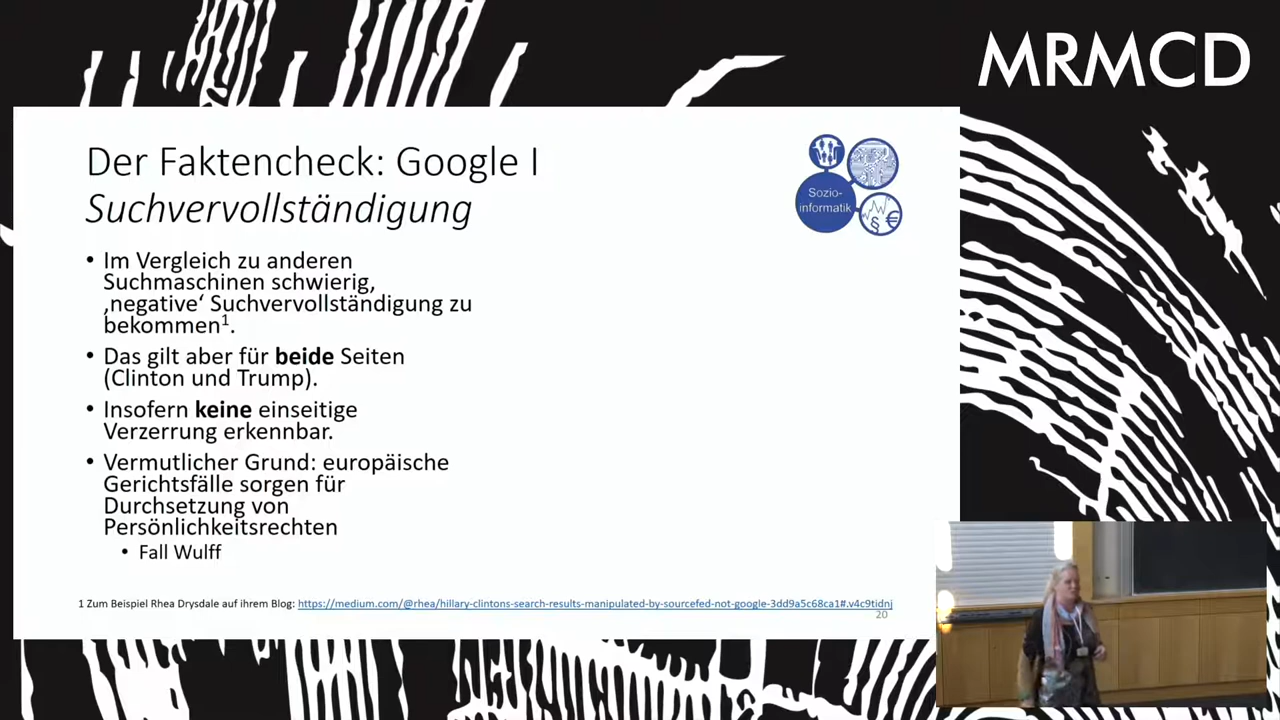 MRMCD
Der Faktencheck: Google I
Suchvervollständigung
Sozio-
informatik
§
€
• Im Vergleich zu anderen
Suchmaschinen schwierig,
‚negative‘ Suchvervollständigung zu
bekommen¹.
• Das gilt aber für beide Seiten
(Clinton und Trump).
• Insofern keine einseitige
Verzerrung erkennbar.
• Vermutlicher Grund: europäische
Gerichtsfälle sorgen für
Durchsetzung von
Persönlichkeitsrechten
• Fall Wulff
1 Zum Beispiel Rhea Drysdale auf ihrem Blog: https://medium.com/@rhea/hillary-clintons-search-results-manipulated-by-sourcefed-not-google-3dd9a5c68ca1#.v4c9tidnj
20